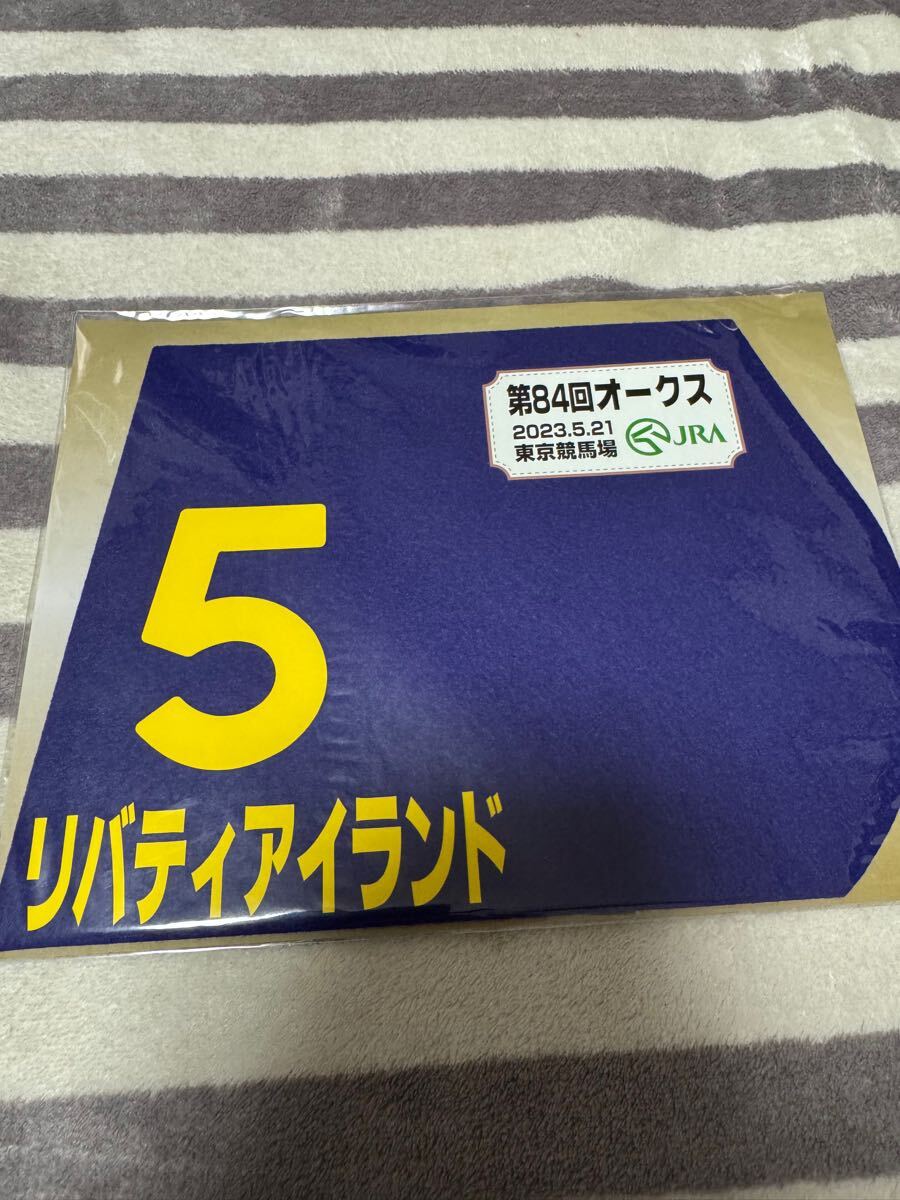 第84回オークス
2023.5.21
東京競馬場
JRA
5
リバティアイランド